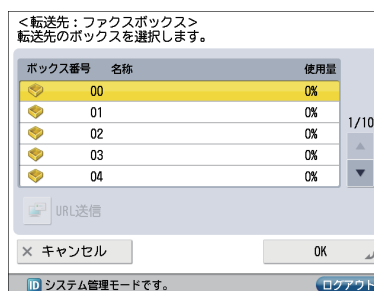 <転送先：ファクスボックス>
転送先のボックスを選択します。
ボックス番号 名称 使用量
00 0%
01 0%
02 0%
03 0%
04 0%
1/10
URL送信
× キャンセル OK
ID システム管理モードです。 ログアウト